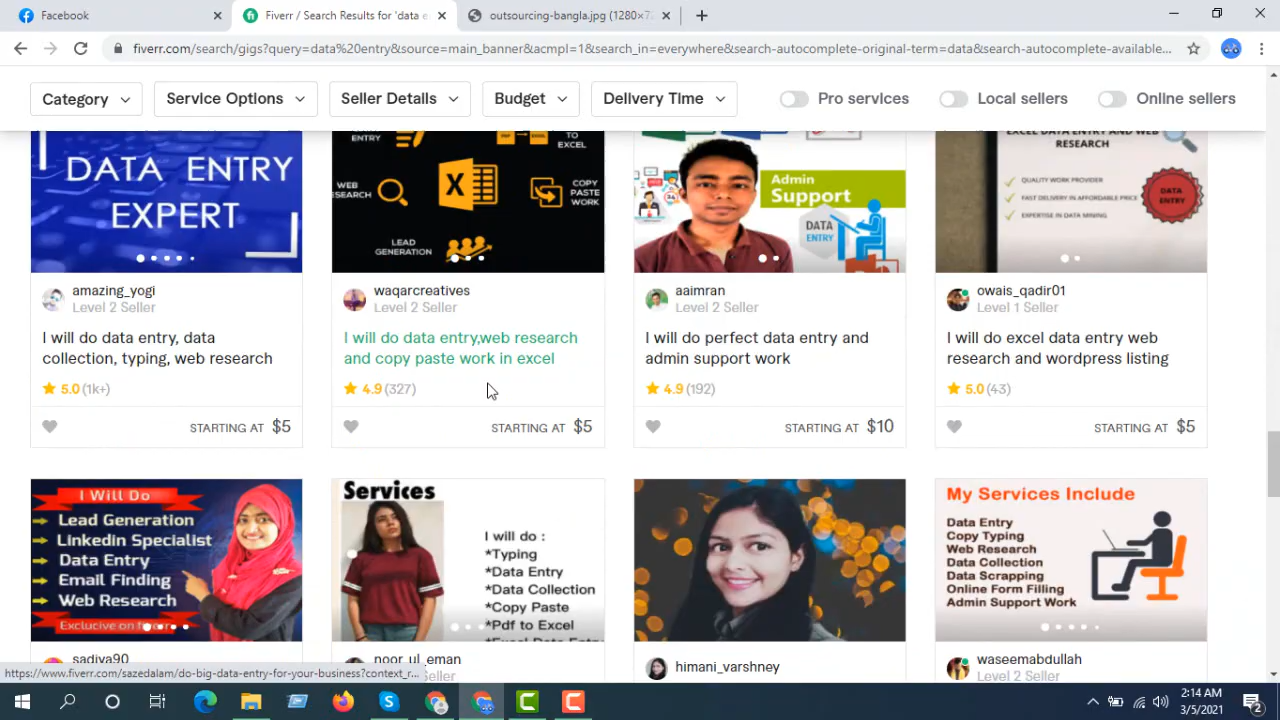 Facebook
Fiverr / Search Results for 'data e
outsourcing-bangla.jpg (1280×7
fiverr.com/search/gigs?query=data%20entry&source=main_banner&acmpl=1&search_in=everywhere&search-autocomplete-original-term=data&search-autocomplete-available...
Category
Service Options
Seller Details
Budget
Delivery Time
Pro services
Local sellers
Online sellers
DATA ENTRY
EXPERT
ENTRY
TO
EXCEL
WEB
RESEARCH
X
COPY
PASTE
WORK
LEAD
GENERATION
Admin
Support
DATA
ENTRY
EXCEL DATA ENTRY AND WEB
RESEARCH
QUALITY WORK PROVIDER
FAST DELIVERY IN AFFORDABLE PRICE
EXPERTISE IN DATA MINING
DATA
ENTRY
amazing_yogi
Level 2 Seller
I will do data entry, data
collection, typing, web research
5.0 (1k+)
STARTING AT $5
waqarcreatives
Level 2 Seller
I will do data entry,web research
and copy paste work in excel
4.9 (327)
STARTING AT $5
aaimran
Level 2 Seller
I will do perfect data entry and
admin support work
4.9 (192)
STARTING AT $10
owais_qadir01
Level 1 Seller
I will do excel data entry web
research and wordpress listing
5.0 (43)
STARTING AT $5
I Will Do
Lead Generation
Linkedin Specialist
Data Entry
Email Finding
Web Research
Exclusive on
Services
I will do :
*Typing
*Data Entry
*Data Collection
*Copy Paste
*Pdf to Excel
*Excel Data Entry
My Services Include
Data Entry
Copy Typing
Web Research
Data Collection
Data Scrapping
Online Form Filling
Admin Support Work
sadiya90
noor_ul_eman
himani_varshney
waseemabdullah
Level 2 Seller
https://www.fiverr.com/sazedalam/do-big-data-entry-for-your-business?context_r...
2:14 AM
3/5/2021
2